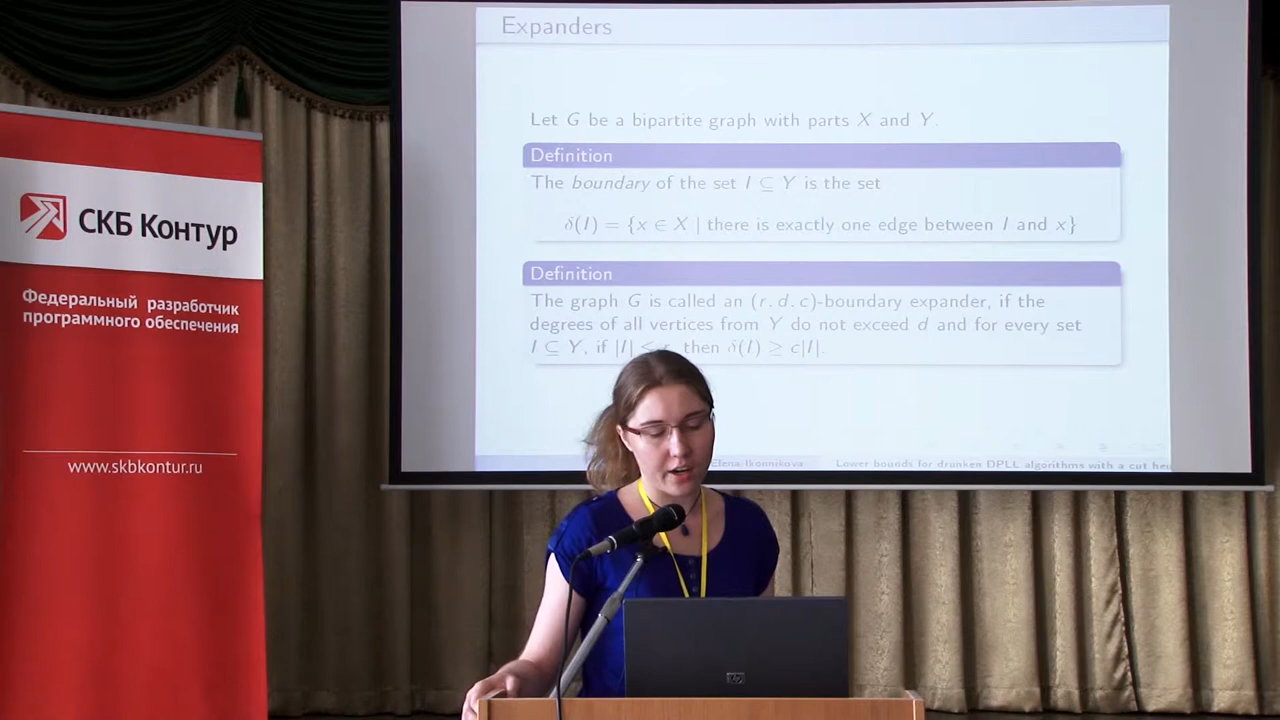 СКБ Контур
Федеральный разработчик
программного обеспечения
www.skbkontur.ru
Expanders
Let G be a bipartite graph with parts X and Y.
Definition
The boundary of the set I ⊆ Y is the set
δ(I) = {x ∈ X | there is exactly one edge between I and x}
Definition
The graph G is called an (r, d, c)-boundary expander, if the
degrees of all vertices from Y do not exceed d and for every set
I ⊆ Y, if |I| ≤ r, then δ(I) ≥ c|I|.
Elena Ikonnikova
Lower bounds for drunken DPLL algorithms with a cut heu
hp